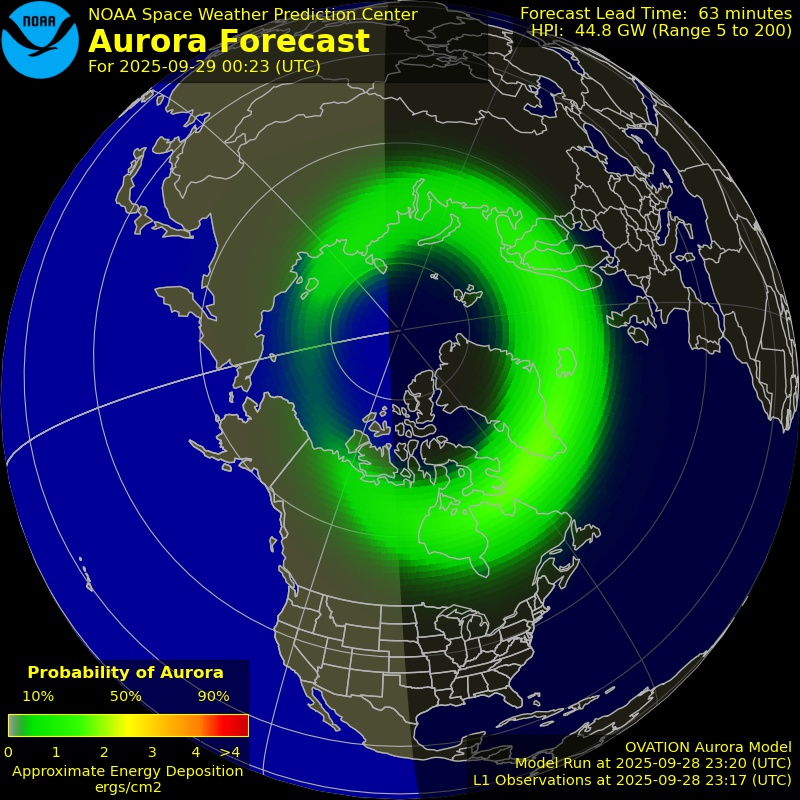 NOAA
NOAA Space Weather Prediction Center
Aurora Forecast
For 2025-09-29 00:23 (UTC)
Forecast Lead Time: 63 minutes
HPI: 44.8 GW (Range 5 to 200)
Probability of Aurora
10% 50% 90%
0 1 2 3 4 >4
Approximate Energy Deposition
ergs/cm2
OVATION Aurora Model
Model Run at 2025-09-28 23:20 (UTC)
L1 Observations at 2025-09-28 23:17 (UTC)